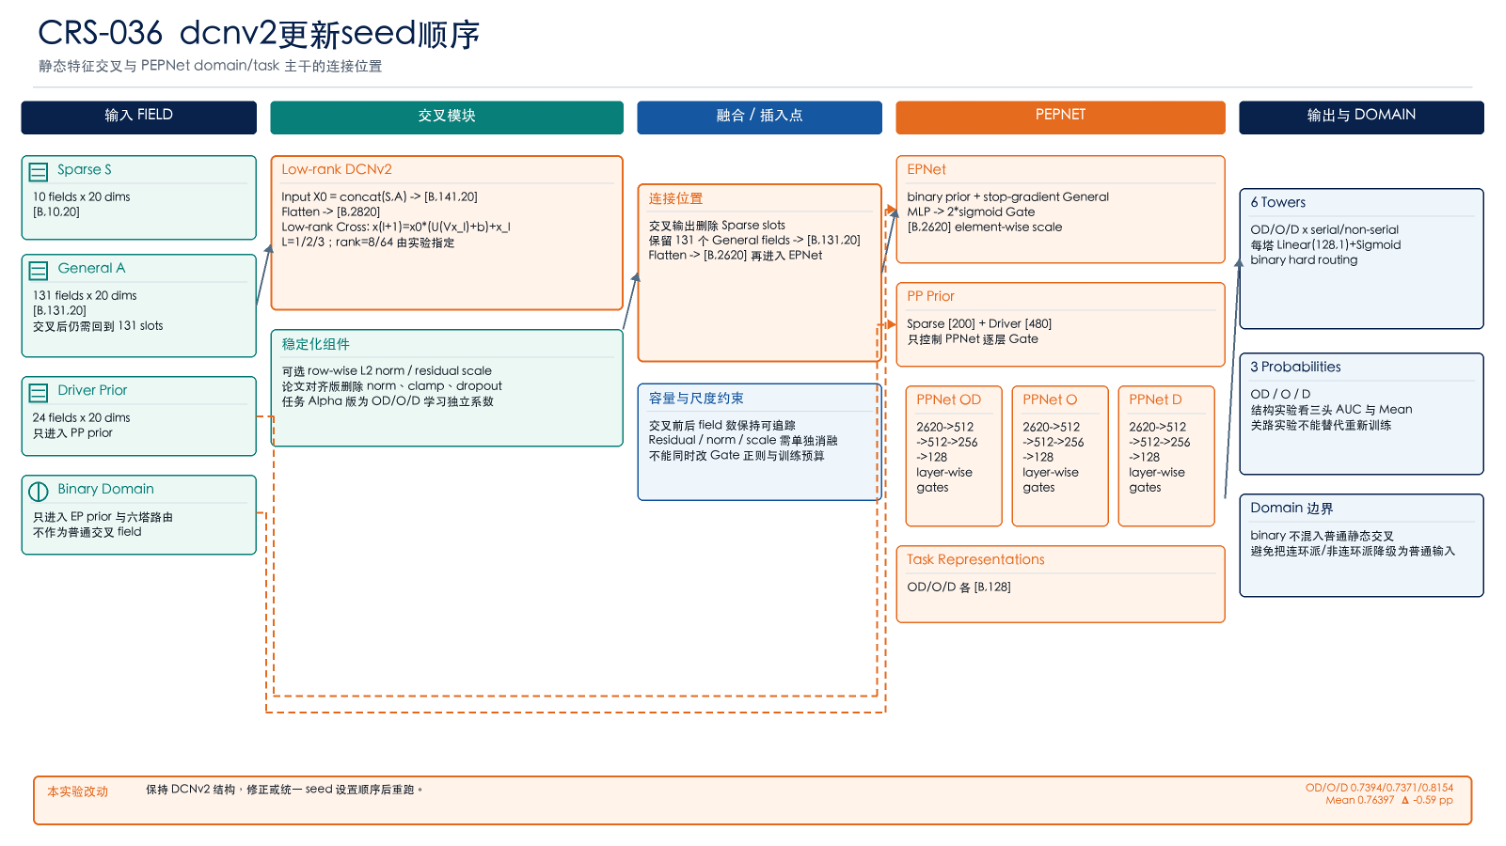 CRS-036 dcnv2更新seed顺序
静态特征交叉与 PEPNet domain/task 主干的连接位置
输入 FIELD
交叉模块
融合 / 插入点
PEPNET
输出与 DOMAIN
Sparse S
10 fields x 20 dims
[B,10,20]
General A
131 fields x 20 dims
[B,131,20]
交叉后仍需回到 131 slots
Driver Prior
24 fields x 20 dims
只进入 PP prior
Binary Domain
只进入 EP prior 与六塔路由
不作为普通交叉 field
Low-rank DCNv2
Input X0 = concat(S,A) -> [B,141,20]
Flatten -> [B,2820]
Low-rank Cross: x(l+1)=x0*(U(Vx_l)+b)+x_l
L=1/2/3；rank=8/64 由实验指定
稳定化组件
可选 row-wise L2 norm / residual scale
论文对齐版删除 norm、clamp、dropout
任务 Alpha 版为 OD/O/D 学习独立系数
连接位置
交叉输出删除 Sparse slots
保留 131 个 General fields -> [B,131,20]
Flatten -> [B,2620] 再进入 EPNet
容量与尺度约束
交叉前后 field 数保持可追踪
Residual / norm / scale 需单独消融
不能同时改 Gate 正则与训练预算
EPNet
binary prior + stop-gradient General
MLP -> 2*sigmoid Gate
[B,2620] element-wise scale
PP Prior
Sparse [200] + Driver [480]
只控制 PPNet 逐层 Gate
PPNet OD
2620->512
->512->256
->128
layer-wise
gates
PPNet O
2620->512
->512->256
->128
layer-wise
gates
PPNet D
2620->512
->512->256
->128
layer-wise
gates
Task Representations
OD/O/D 各 [B,128]
6 Towers
OD/O/D x serial/non-serial
每塔 Linear(128,1)+Sigmoid
binary hard routing
3 Probabilities
OD / O / D
结构实验看三头 AUC 与 Mean
关路实验不能替代重新训练
Domain 边界
binary 不混入普通静态交叉
避免把连环派/非连环派降级为普通输入
本实验改动
保持 DCNv2 结构，修正或统一 seed 设置顺序后重跑。
OD/O/D 0.7394/0.7371/0.8154
Mean 0.76397 Δ -0.59 pp